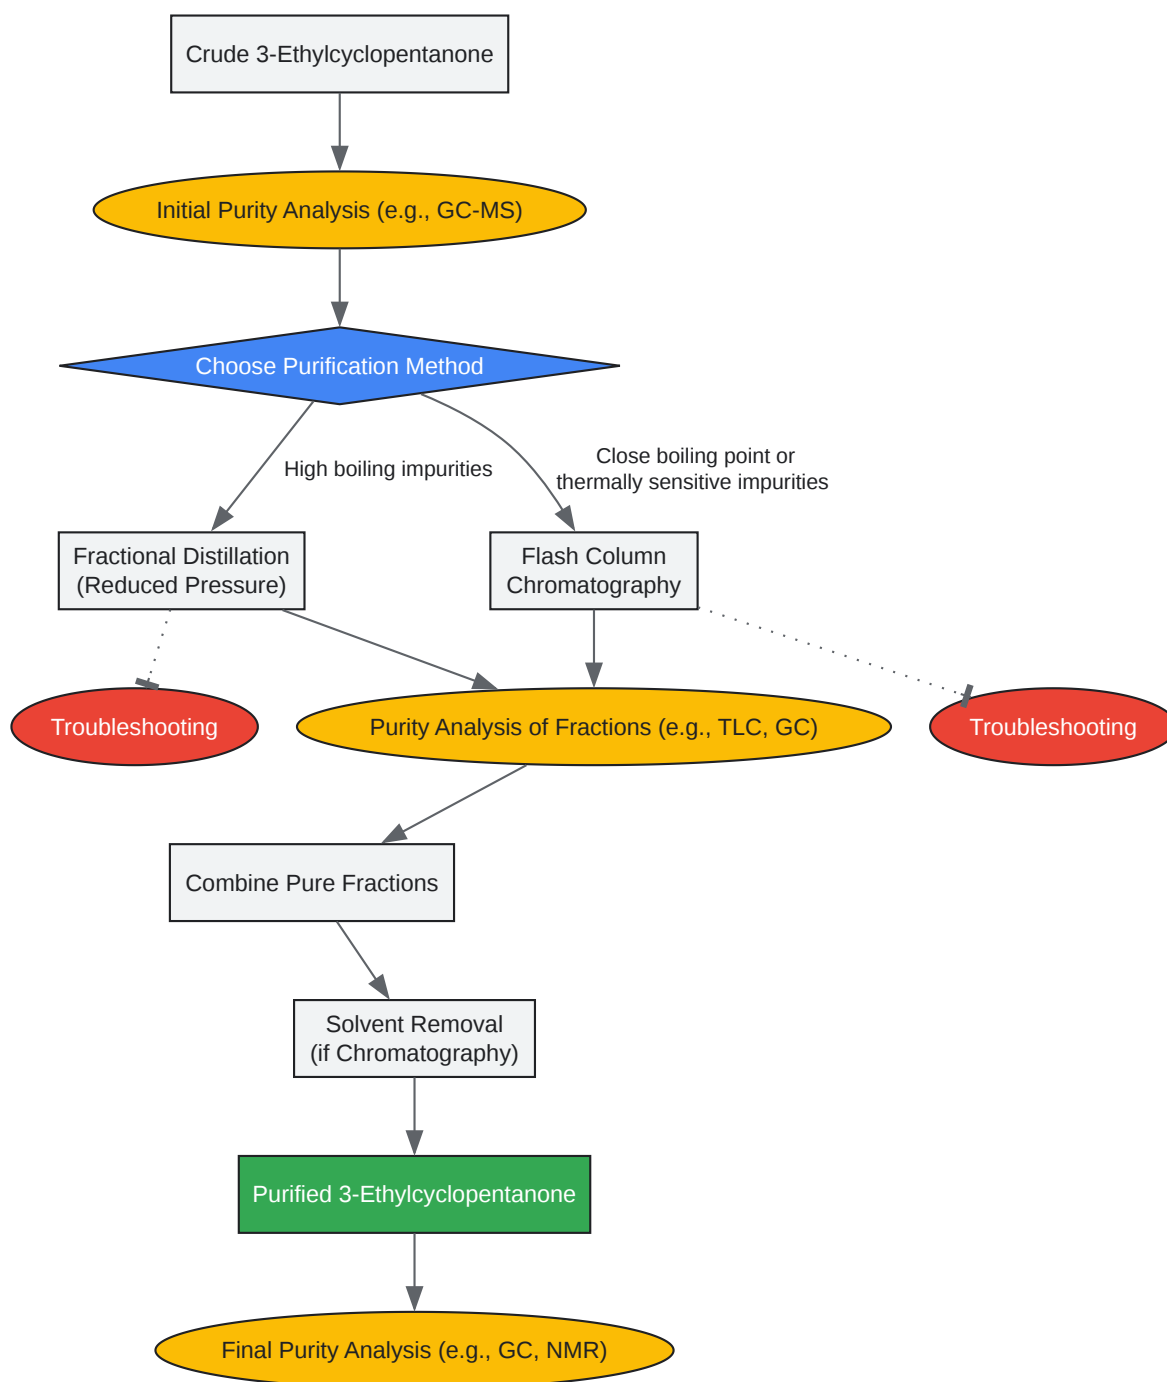 Crude 3-Ethylcyclopentanone
Initial Purity Analysis (e.g., GC-MS)
Choose Purification Method
High boiling impurities
Close boiling point or
thermally sensitive impurities
Fractional Distillation
(Reduced Pressure)
Flash Column
Chromatography
Troubleshooting
Purity Analysis of Fractions (e.g., TLC, GC)
Troubleshooting
Combine Pure Fractions
Solvent Removal
(if Chromatography)
Purified 3-Ethylcyclopentanone
Final Purity Analysis (e.g., GC, NMR)